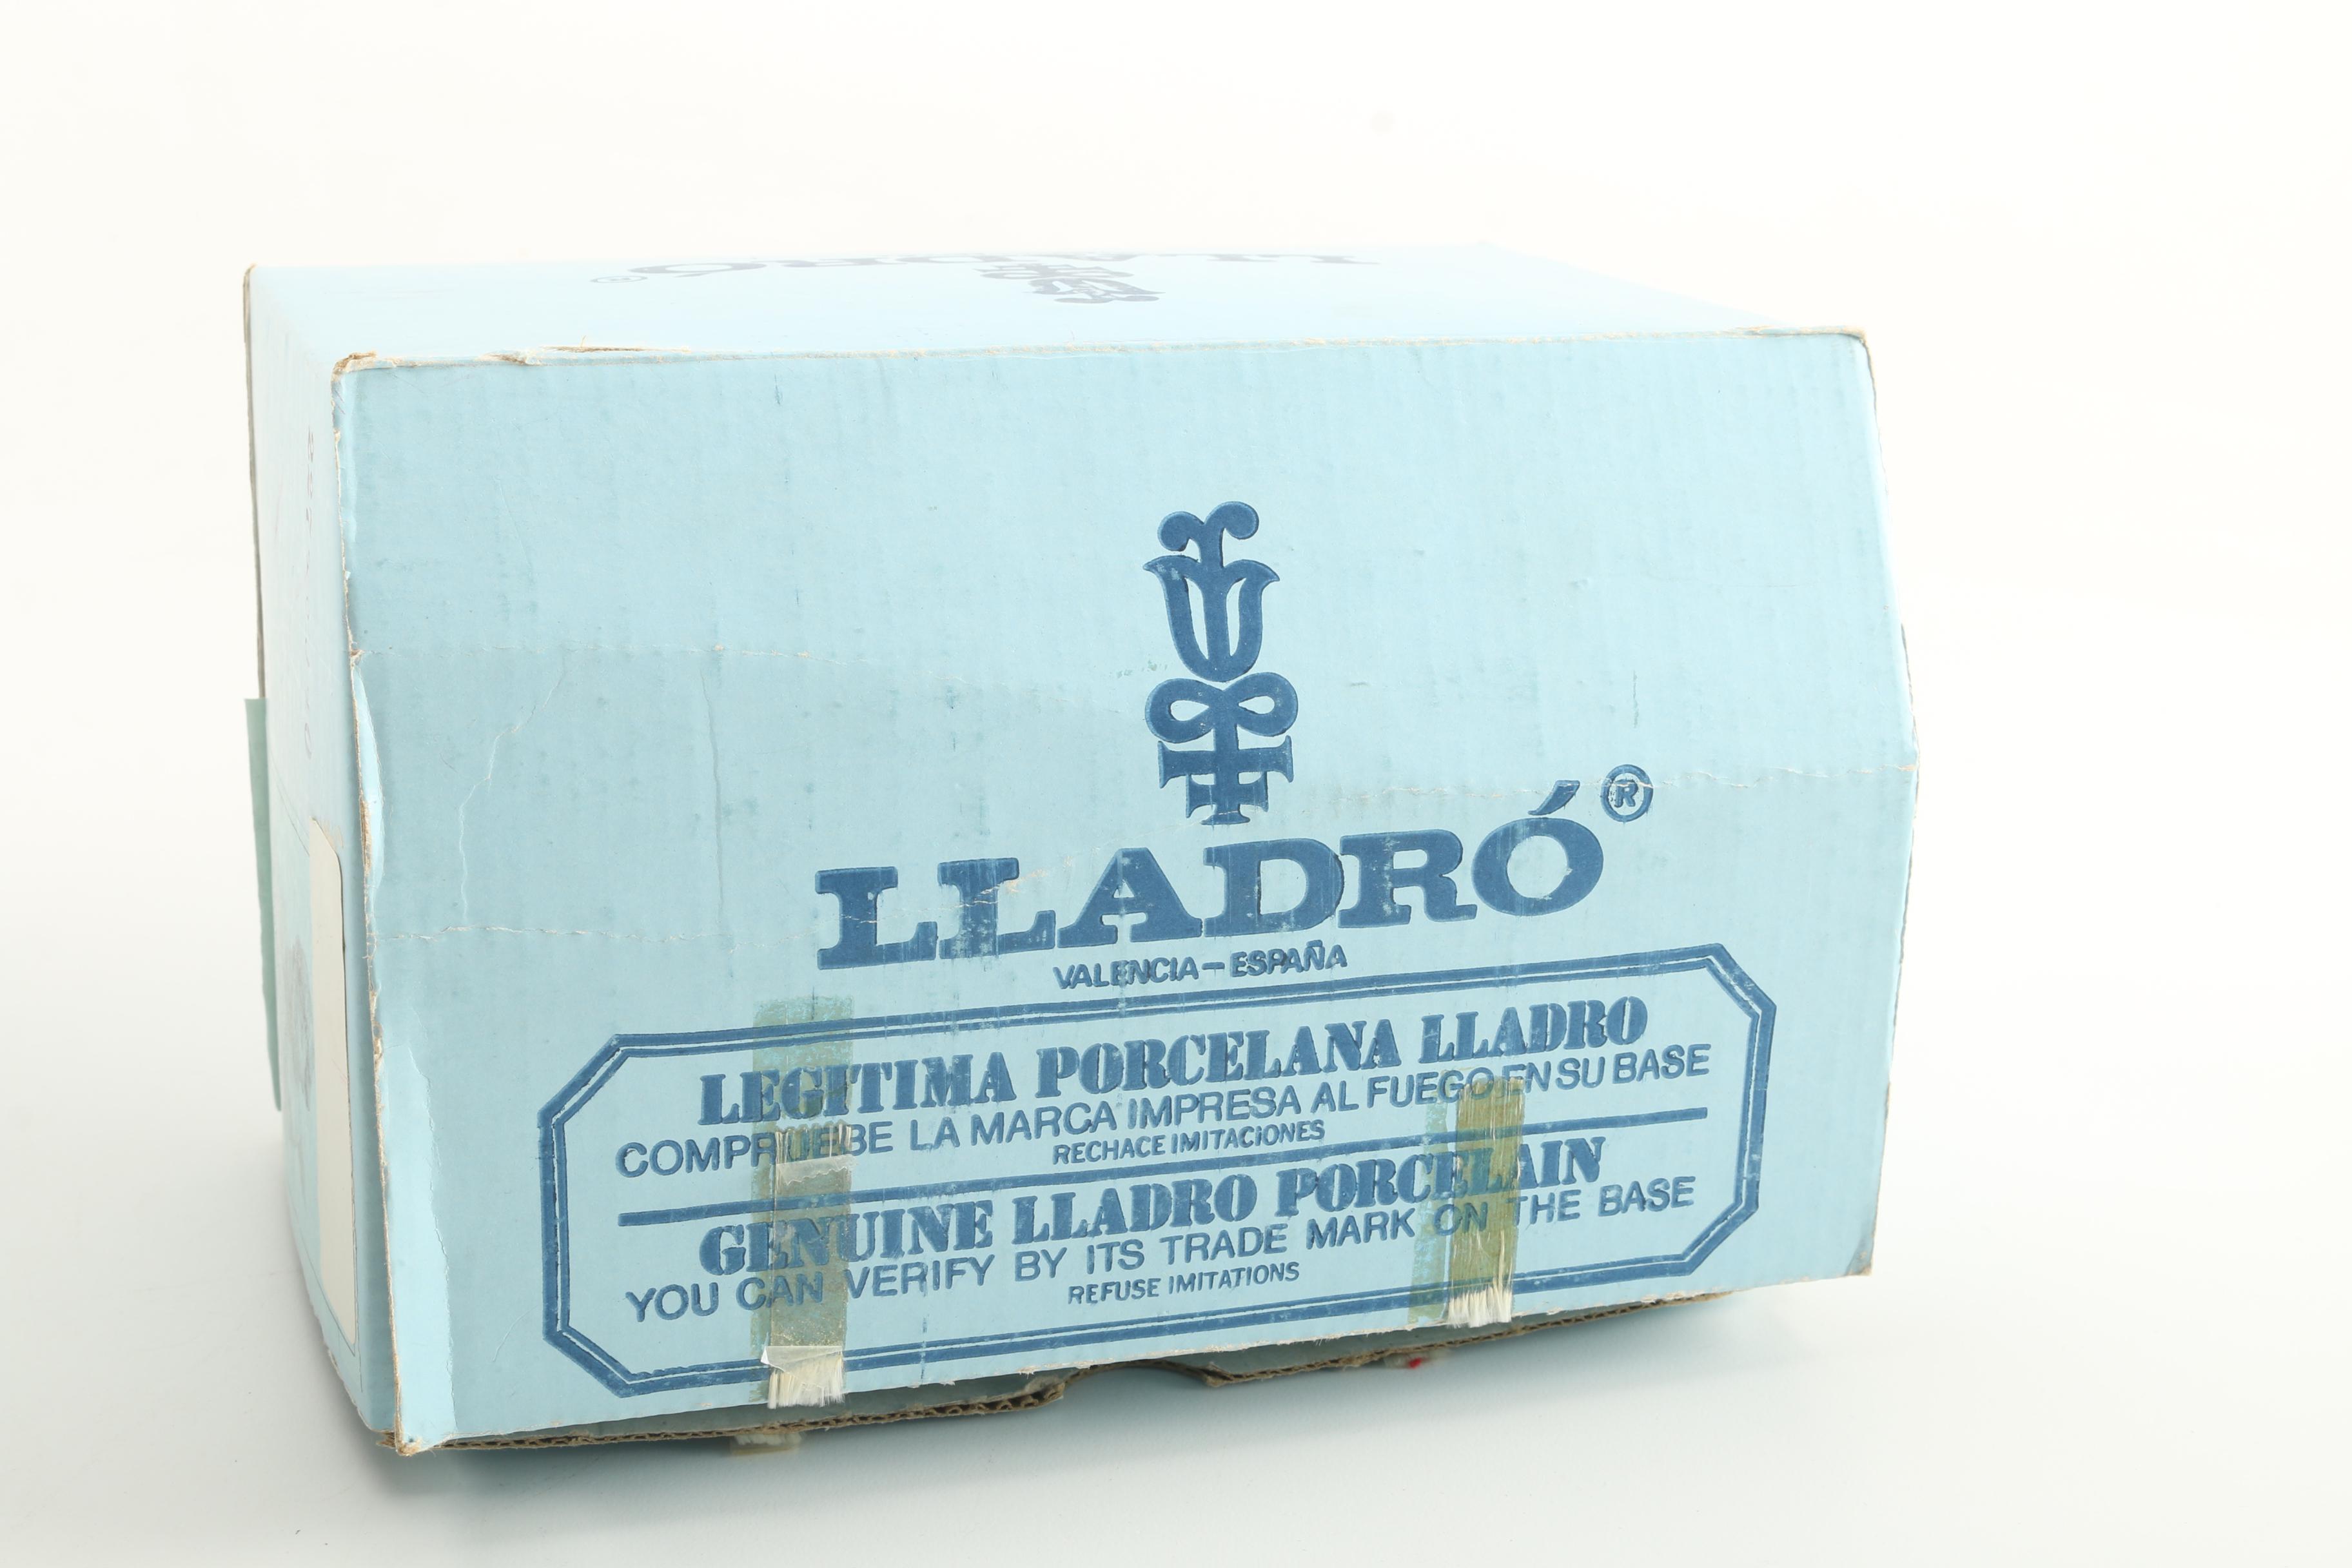 LLADRÓ®
LLADRÓ®
VALENCIA-ESPAÑA
LEGITIMA PORCELANA LLADRO
COMPRUEBE LA MARCA IMPRESA AL FUEGO EN SU BASE
RECHACE IMITACIONES
GENUINE LLADRO PORCELAIN
YOU CAN VERIFY BY ITS TRADE MARK ON THE BASE
REFUSE IMITATIONS